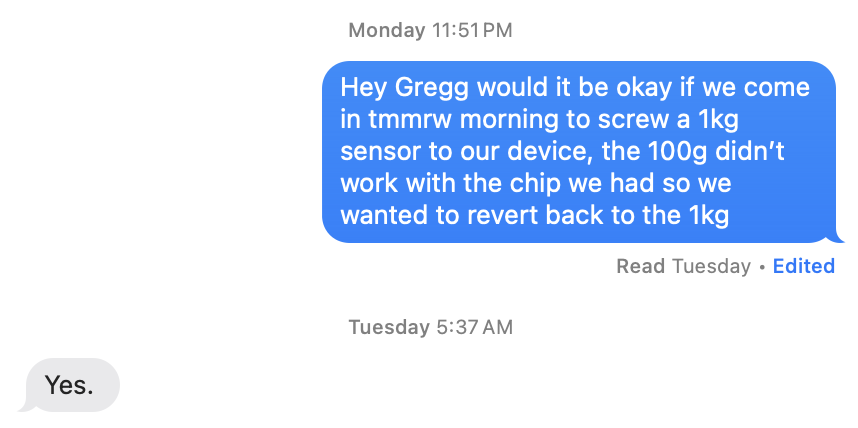 Monday 11:51 PM
Hey Gregg would it be okay if we come
in tmmrw morning to screw a 1kg
sensor to our device, the 100g didn’t
work with the chip we had so we
wanted to revert back to the 1kg
Read Tuesday • Edited
Tuesday 5:37 AM
Yes.